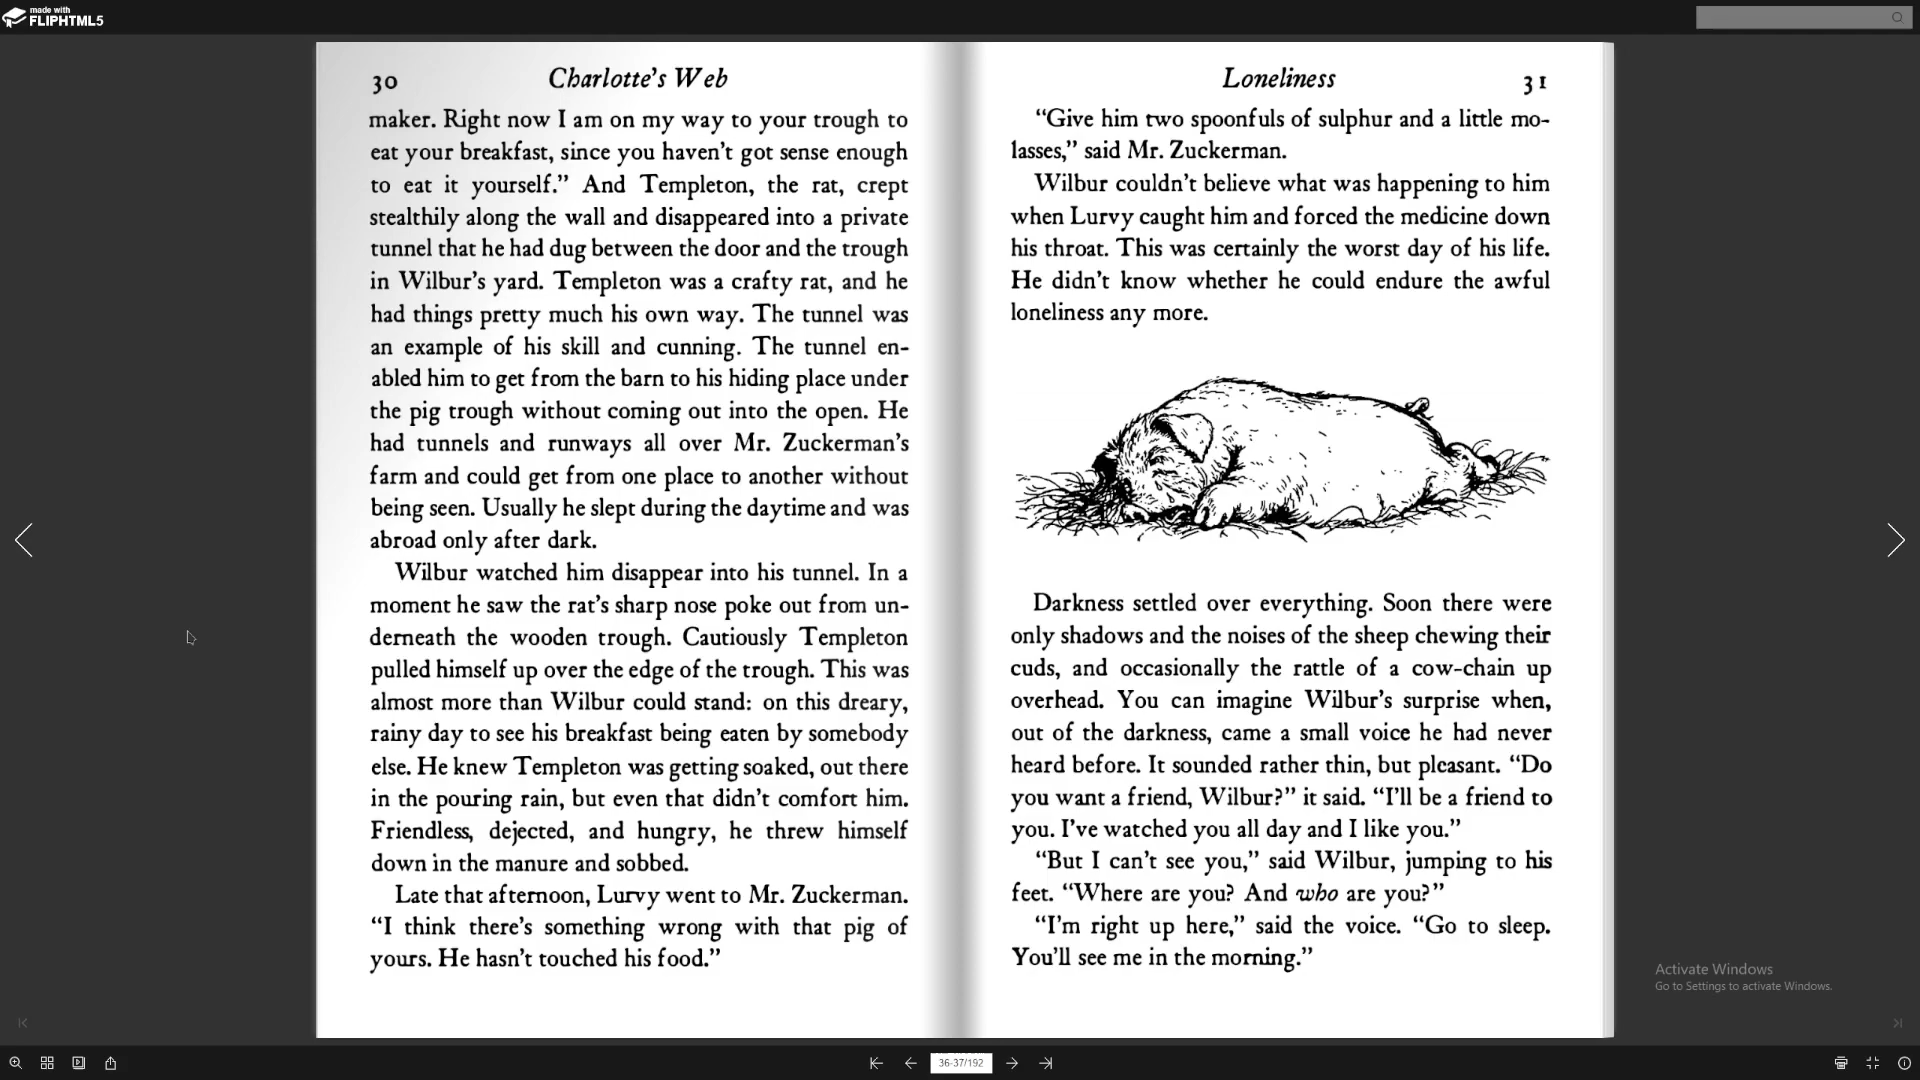 made with
FLIPHTML5
30 Charlotte's Web
maker. Right now I am on my way to your trough to
eat your breakfast, since you haven't got sense enough
to eat it yourself." And Templeton, the rat, crept
stealthily along the wall and disappeared into a private
tunnel that he had dug between the door and the trough
in Wilbur's yard. Templeton was a crafty rat, and he
had things pretty much his own way. The tunnel was
an example of his skill and cunning. The tunnel en-
abled him to get from the barn to his hiding place under
the pig trough without coming out into the open. He
had tunnels and runways all over Mr. Zuckerman's
farm and could get from one place to another without
being seen. Usually he slept during the daytime and was
abroad only after dark.
Wilbur watched him disappear into his tunnel. In a
moment he saw the rat's sharp nose poke out from un-
derneath the wooden trough. Cautiously Templeton
pulled himself up over the edge of the trough. This was
almost more than Wilbur could stand: on this dreary,
rainy day to see his breakfast being eaten by somebody
else. He knew Templeton was getting soaked, out there
in the pouring rain, but even that didn't comfort him.
Friendless, dejected, and hungry, he threw himself
down in the manure and sobbed.
Late that afternoon, Lurvy went to Mr. Zuckerman.
"I think there's something wrong with that pig of
yours. He hasn't touched his food."
Loneliness 31
"Give him two spoonfuls of sulphur and a little mo-
lasses," said Mr. Zuckerman.
Wilbur couldn't believe what was happening to him
when Lurvy caught him and forced the medicine down
his throat. This was certainly the worst day of his life.
He didn't know whether he could endure the awful
loneliness any more.
Darkness settled over everything. Soon there were
only shadows and the noises of the sheep chewing their
cuds, and occasionally the rattle of a cow-chain up
overhead. You can imagine Wilbur's surprise when,
out of the darkness, came a small voice he had never
heard before. It sounded rather thin, but pleasant. "Do
you want a friend, Wilbur?" it said. "I'll be a friend to
you. I've watched you all day and I like you."
"But I can't see you," said Wilbur, jumping to his
feet. "Where are you? And who are you?"
"I'm right up here," said the voice. "Go to sleep.
You'll see me in the morning."
Activate Windows
Go to Settings to activate Windows.
36-37/192